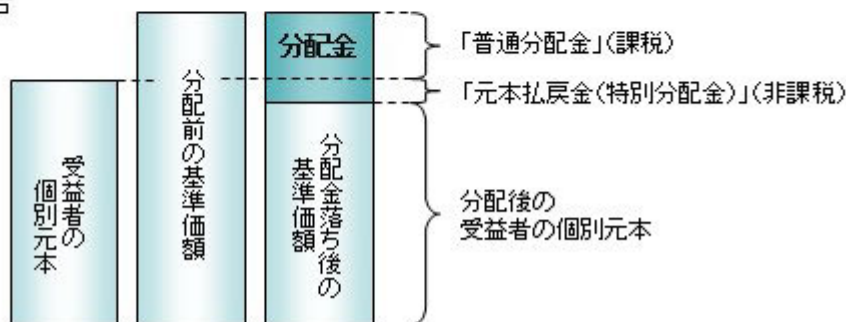 受益者の
個別元本
分配前の基準価額
分配金
分配金落ち後の
基準価額
「普通分配金」(課税)
「元本払戻金(特別分配金)」(非課税)
分配後の
受益者の個別元本